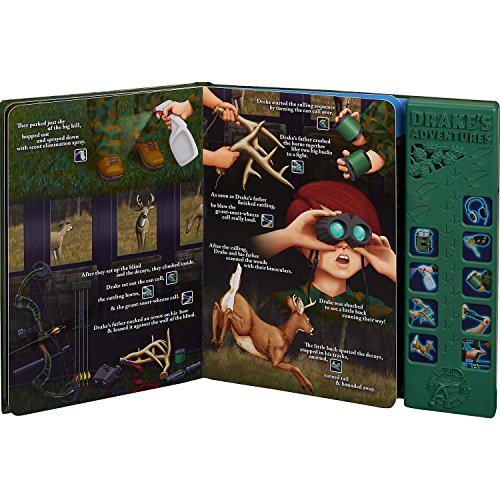 They parked just shy
of the big hill,
hopped out
and sprayed down
with scent elimination spray.
After they set up the blind
and the decoys, they climbed inside.
Drake set out the can call,
the rattling horns,
& the grunt-snort-wheeze call.
Drake's father nocked an arrow on his bow
& leaned it against the wall of the blind.
Drake started the calling sequence
by turning the can call over.
Drake's father crashed
the horns together
like two big bucks
in a fight.
As soon as Drake's father
finished rattling,
he blew the
grunt-snort-wheeze
call really loud.
After the calling,
Drake and his father
scanned the woods
with their binoculars.
Drake was shocked
to see a little buck
running their way!
The little buck spotted the decoys,
stopped in his tracks,
snorted,
turned tail
& bounded away.
DRAKE'S
ADVENTURES